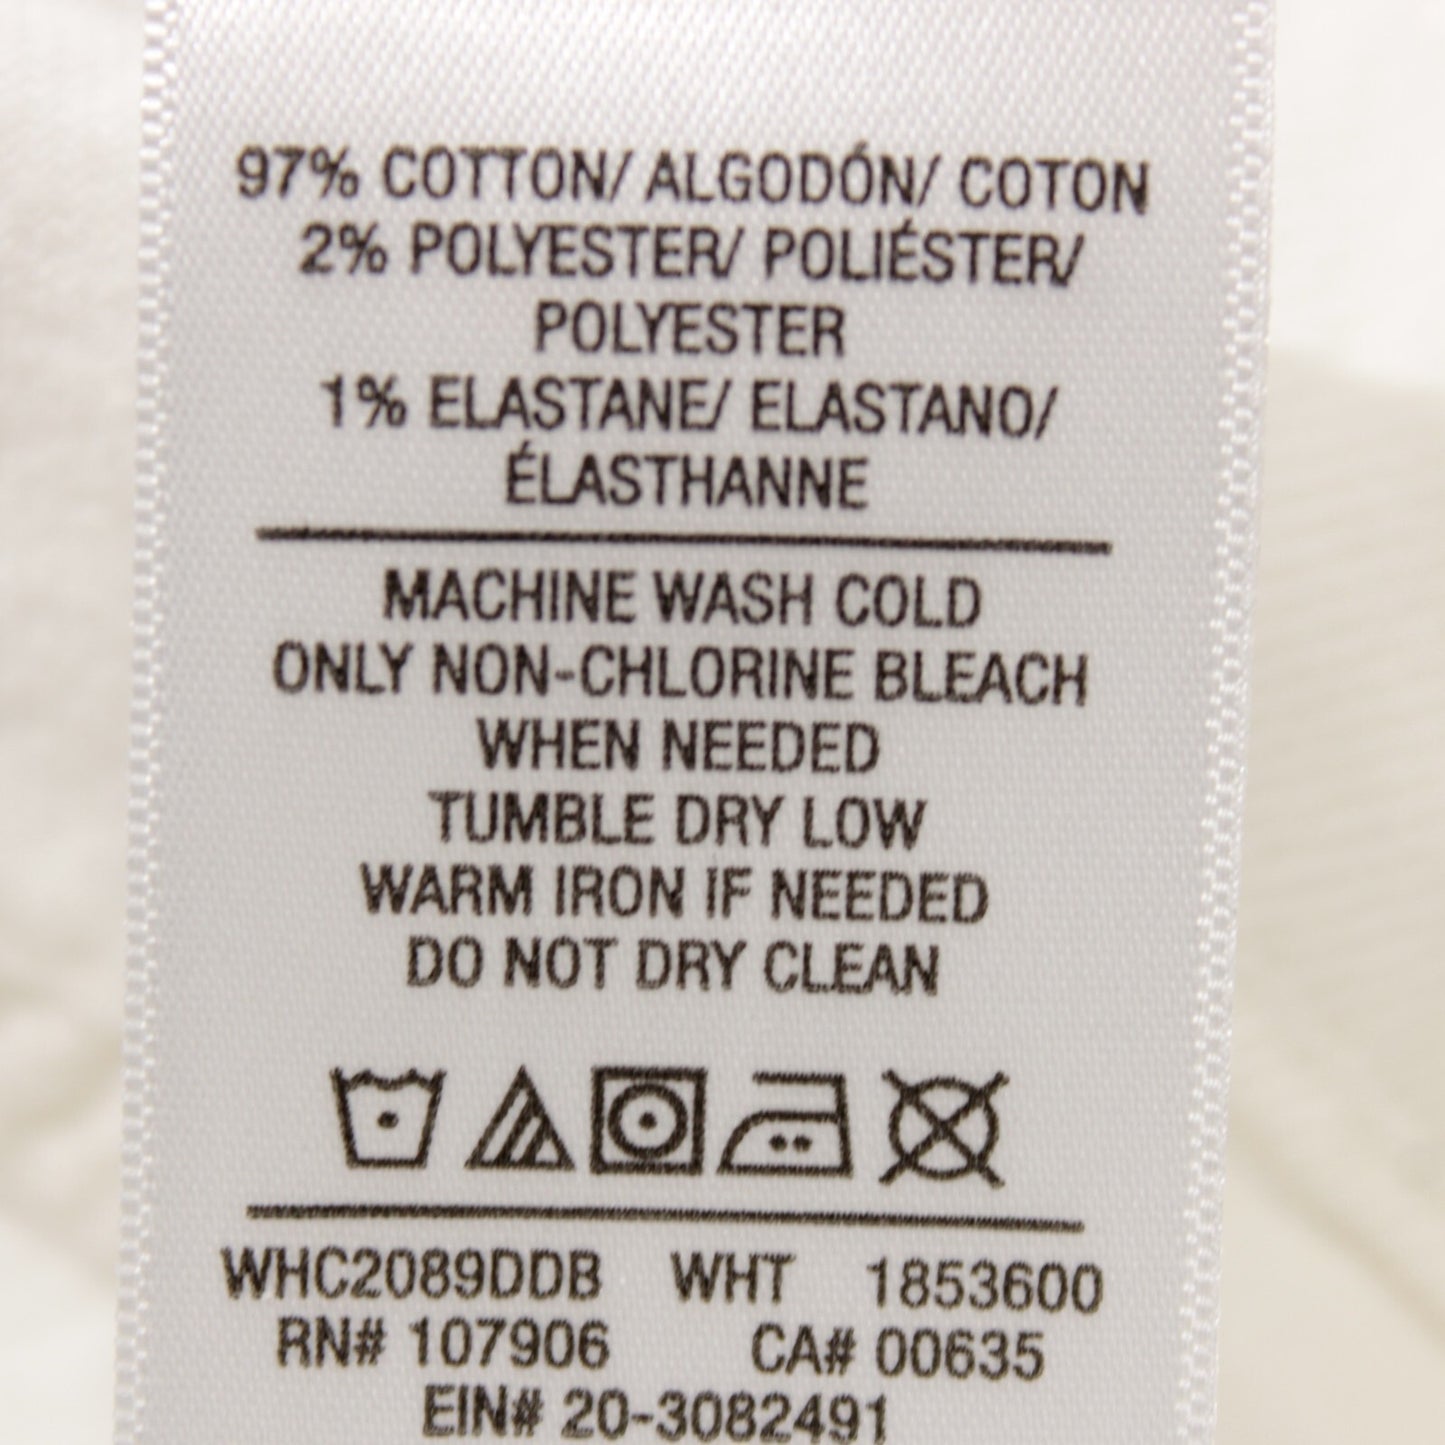 97% COTTON/ ALGODÓN/ COTON
2% POLYESTER/ POLIÉSTER/
POLYESTER
1% ELASTANE/ ELASTANO/
ÉLASTHANNE
MACHINE WASH COLD
ONLY NON-CHLORINE BLEACH
WHEN NEEDED
TUMBLE DRY LOW
WARM IRON IF NEEDED
DO NOT DRY CLEAN
WHC2089DDB WHT 1853600
RN# 107906 CA# 00635
EIN# 20-3082491